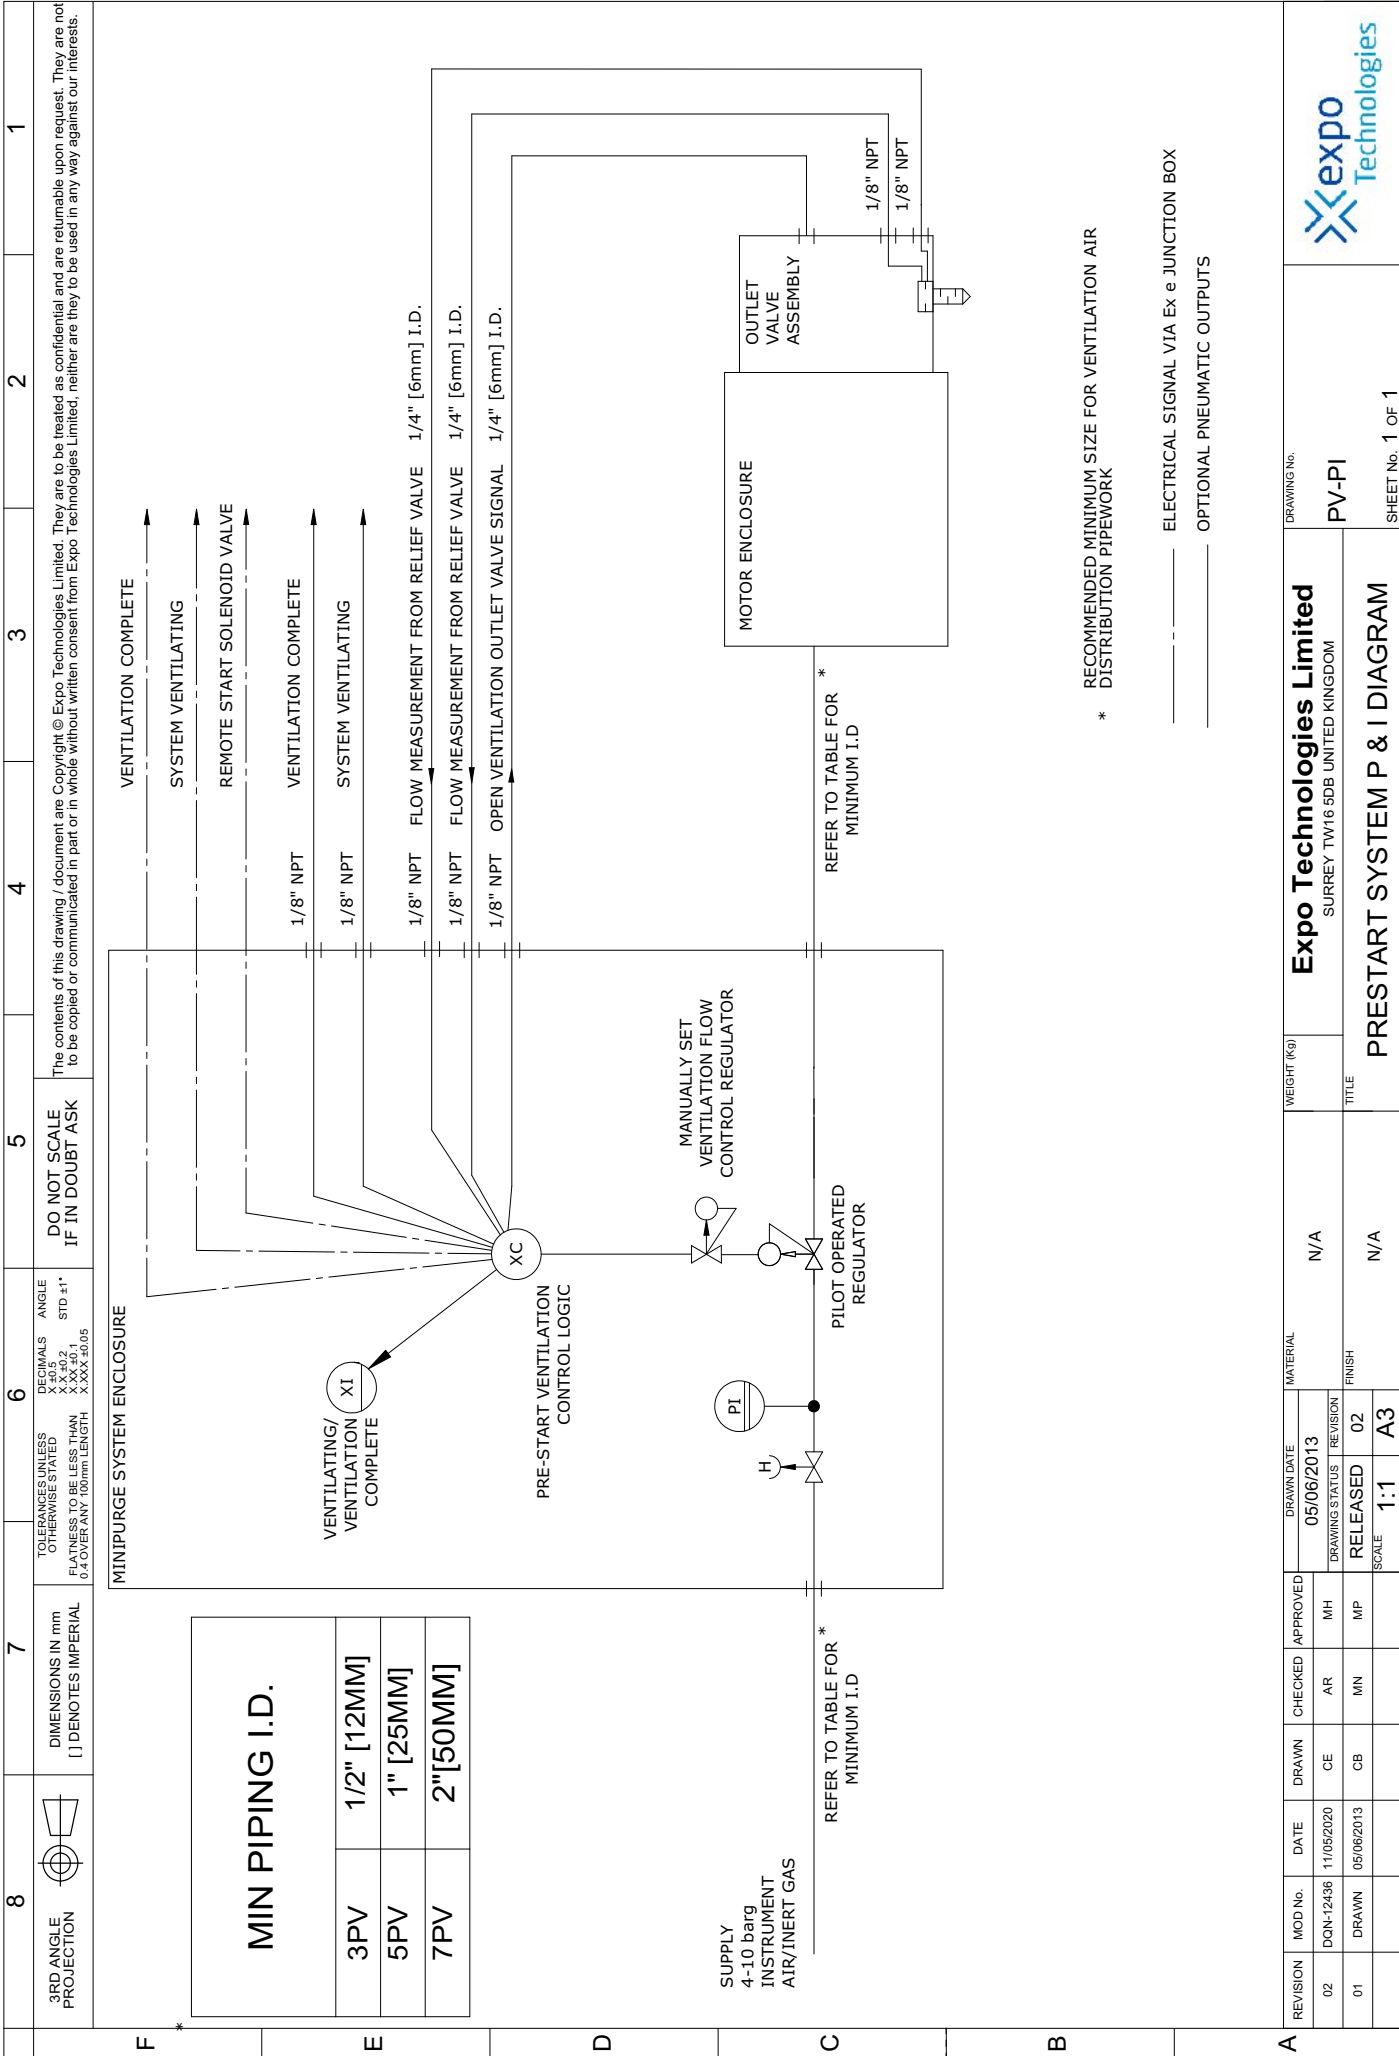 8
7
6
5
4
3
2
1
3RD ANGLE
PROJECTION
DIMENSIONS IN mm
[ ] DENOTES IMPERIAL
TOLERANCES UNLESS
OTHERWISE STATED
FLATNESS TO BE LESS THAN
0.4 OVER ANY 100mm LENGTH
DECIMALS
X ±0.5
X.X ±0.2
X.XX ±0.1
X.XXX ±0.05
ANGLE
STD ±1°
DO NOT SCALE
IF IN DOUBT ASK
The contents of this drawing / document are Copyright © Expo Technologies Limited. They are to be treated as confidential and are returnable upon request. They are not
to be copied or communicated in part or in whole without written consent from Expo Technologies Limited, neither are they to be used in any way against our interests.
F
E
D
C
B
A
*
MIN PIPING I.D.
3PV 1/2" [12MM]
5PV 1" [25MM]
7PV 2"[50MM]
MINIPURGE SYSTEM ENCLOSURE
VENTILATION COMPLETE
SYSTEM VENTILATING
REMOTE START SOLENOID VALVE
1/8" NPT VENTILATION COMPLETE
1/8" NPT SYSTEM VENTILATING
1/8" NPT FLOW MEASUREMENT FROM RELIEF VALVE 1/4" [6mm] I.D.
1/8" NPT FLOW MEASUREMENT FROM RELIEF VALVE 1/4" [6mm] I.D.
1/8" NPT OPEN VENTILATION OUTLET VALVE SIGNAL 1/4" [6mm] I.D.
XI
VENTILATING/
VENTILATION
COMPLETE
XC
PRE-START VENTILATION
CONTROL LOGIC
MANUALLY SET
VENTILATION FLOW
CONTROL REGULATOR
PI
H
PILOT OPERATED
REGULATOR
SUPPLY
4-10 barg
INSTRUMENT
AIR/INERT GAS
REFER TO TABLE FOR *
MINIMUM I.D
REFER TO TABLE FOR *
MINIMUM I.D
MOTOR ENCLOSURE
OUTLET
VALVE
ASSEMBLY
1/8" NPT
1/8" NPT
* RECOMMENDED MINIMUM SIZE FOR VENTILATION AIR
DISTRIBUTION PIPEWORK
ELECTRICAL SIGNAL VIA Ex e JUNCTION BOX
OPTIONAL PNEUMATIC OUTPUTS
REVISION MOD No. DATE DRAWN CHECKED APPROVED
02 DQN-12436 11/05/2020 CE AR MH
01 DRAWN 05/06/2013 CB MN MP
DRAWN DATE
05/06/2013
DRAWING STATUS REVISION
RELEASED 02
SCALE 1:1 A3
MATERIAL
N/A
FINISH
N/A
WEIGHT (Kg)
Expo Technologies Limited
SURREY TW16 5DB UNITED KINGDOM
TITLE
PRESTART SYSTEM P & I DIAGRAM
DRAWING No.
PV-PI
SHEET No. 1 OF 1
expo
Technologies